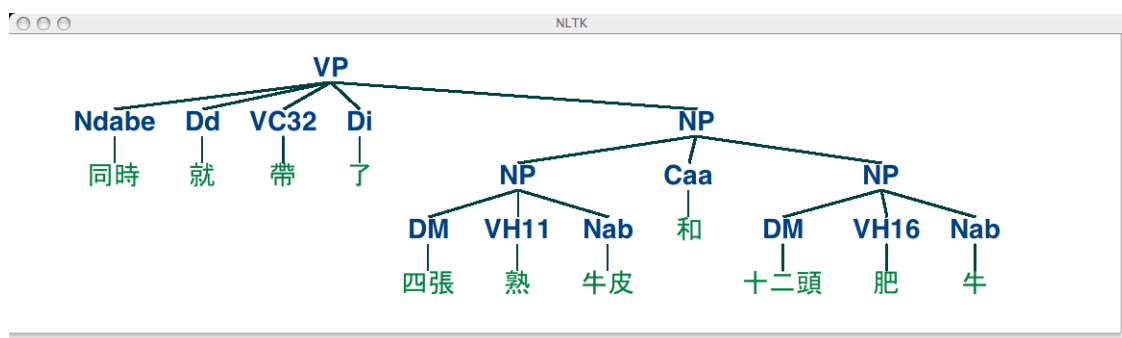 NLTK
VP
Ndabe Dd VC32 Di NP
同時 就 帶 了 NP Caa NP
DM VH11 Nab 和 DM VH16 Nab
四張 熟 牛皮 十二頭 肥 牛